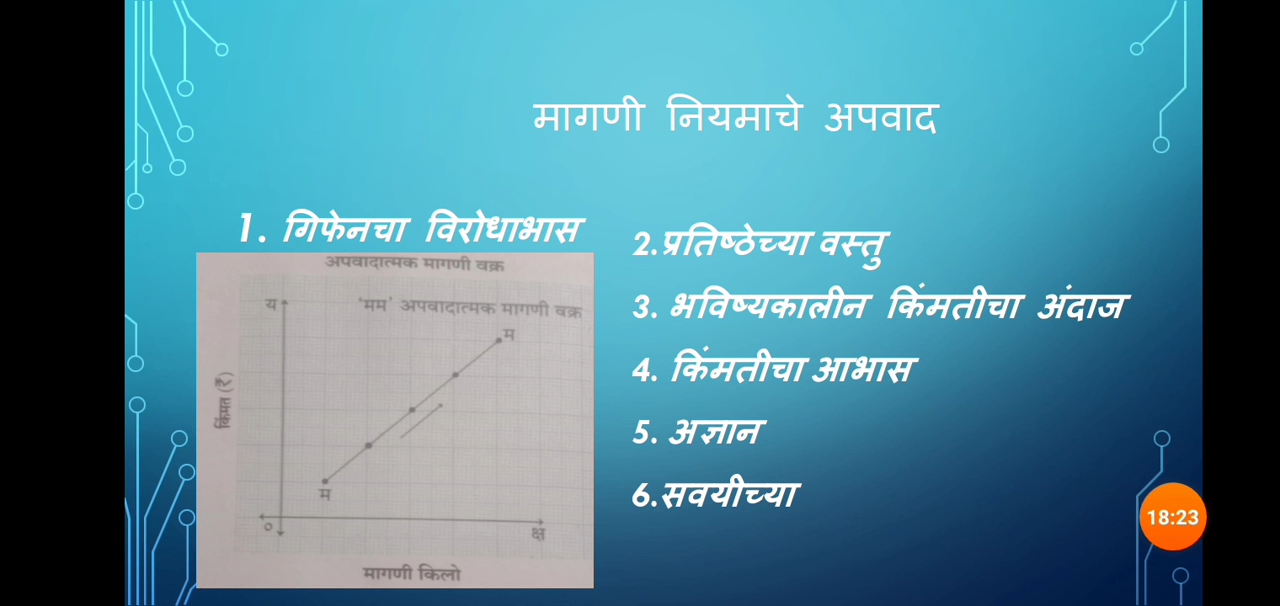 मागणी नियमाचे अपवाद
1. गिफेनचा विरोधाभास
अपवादात्मक मागणी वक्र
य
'मम' अपवादात्मक मागणी वक्र
म
किंमत (₹)
म
०
क्ष
मागणी किलो
2.प्रतिष्ठेच्या वस्तु
3. भविष्यकालीन किंमतीचा अंदाज
4. किंमतीचा आभास
5. अज्ञान
6.सवयीच्या
18:23